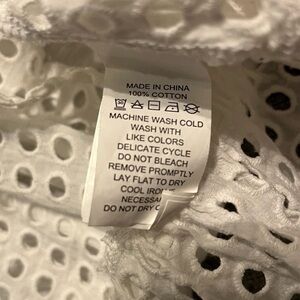 MADE IN CHINA
100% COTTON
MACHINE WASH COLD
WASH WITH
LIKE COLORS
DELICATE CYCLE
DO NOT BLEACH
REMOVE PROMPTLY
LAY FLAT TO DRY
COOL IRON
NECESSA
DO NOT DRY C